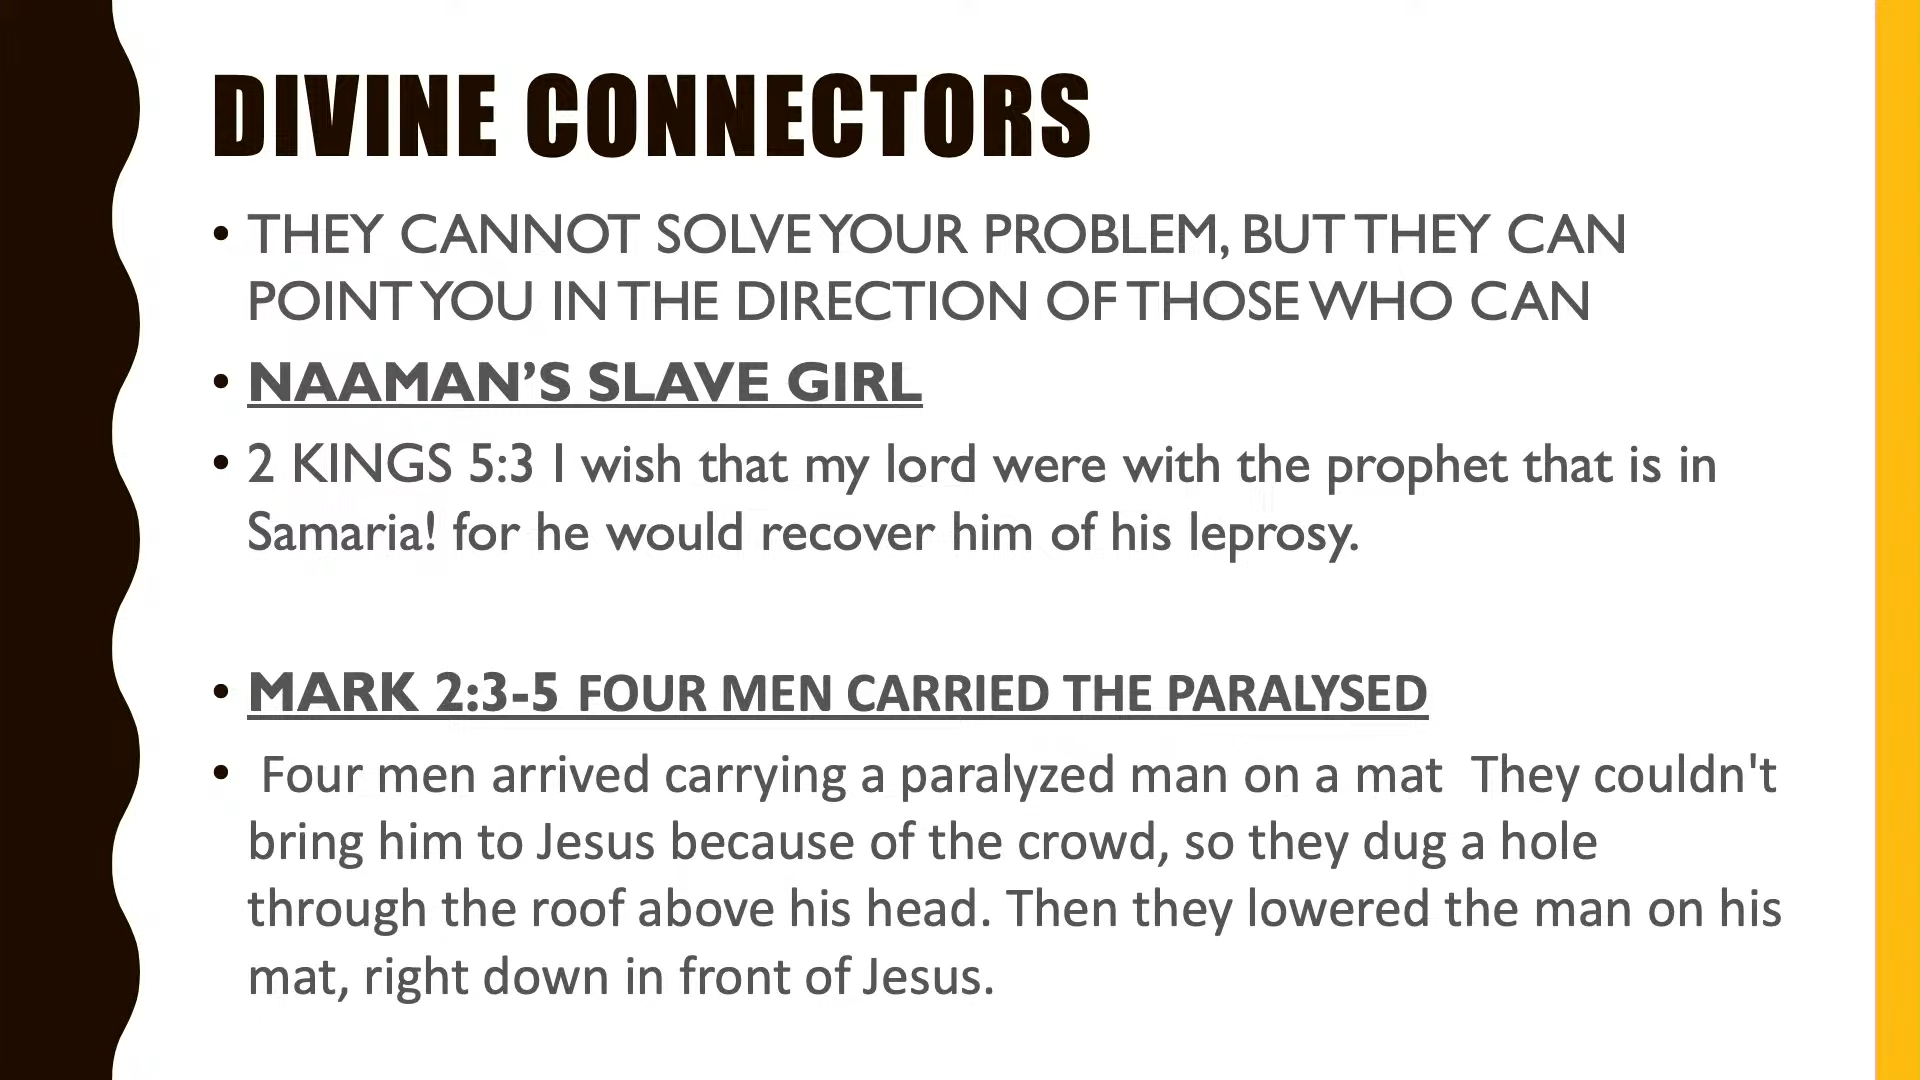 DIVINE CONNECTORS
• THEY CANNOT SOLVE YOUR PROBLEM, BUT THEY CAN
POINT YOU IN THE DIRECTION OF THOSE WHO CAN
• NAAMAN’S SLAVE GIRL
• 2 KINGS 5:3 I wish that my lord were with the prophet that is in
Samaria! for he would recover him of his leprosy.
• MARK 2:3-5 FOUR MEN CARRIED THE PARALYSED
• Four men arrived carrying a paralyzed man on a mat  They couldn't
bring him to Jesus because of the crowd, so they dug a hole
through the roof above his head. Then they lowered the man on his
mat, right down in front of Jesus.